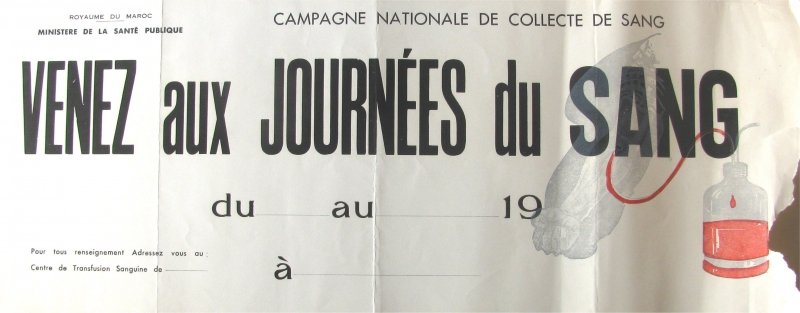 ROYAUME DU MAROC
MINISTERE DE LA SANTÉ PUBLIQUE
CAMPAGNE NATIONALE DE COLLECTE DE SANG
VENEZ aux JOURNÉES du SANG
du au 19
à
Pour tous renseignement Adressez vous au :
Centre de Transfusion Sanguine de